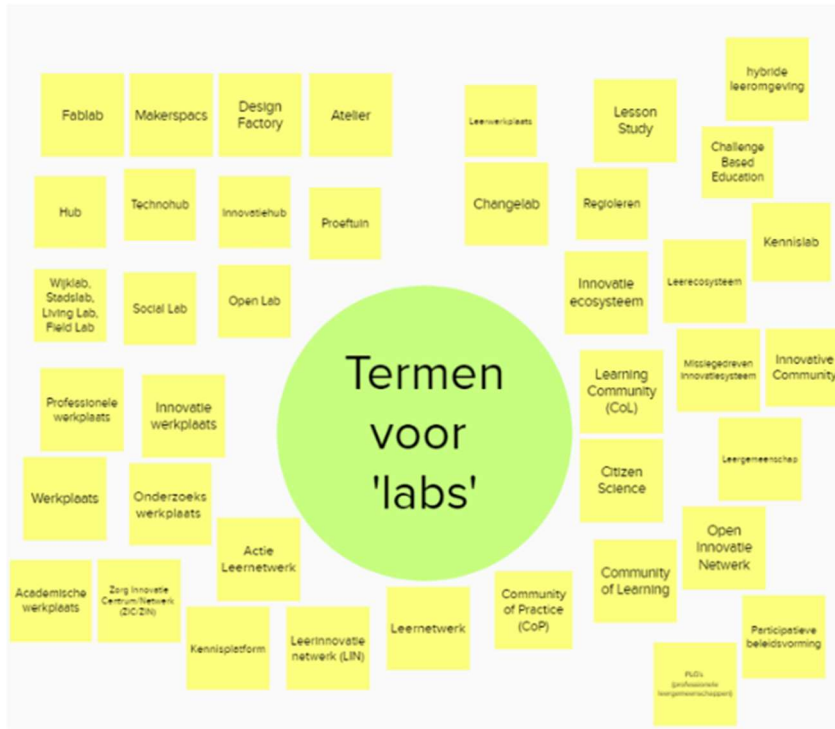 Fablab
Makerspacs
Design
Factory
Atelier
Hub
Technohub
Innovatiehub
Proeftuin
Wijklab,
Stadslab,
Living Lab,
Field Lab
Social Lab
Open Lab
Professionele
werkplaats
Innovatie
werkplaats
Werkplaats
Onderzoeks
werkplaats
Academische
werkplaats
Zorg Innovatie
Centrum/Netwerk
(ZIC/ZIN)
Actie
Leernetwerk
Kennisplatform
Leerinnovatie
netwerk (LIN)
Leernetwerk
Termen
voor
'labs'
Leerwerkplaats
Changelab
Lesson
Study
Regioleren
hybride
leeromgeving
Challenge
Based
Education
Kennislab
Innovatie
ecosysteem
Leerecosysteem
Learning
Community
(CoL)
Missiegedreven
Innovatiesysteem
Innovative
Community
Citizen
Science
Leergemeenschap
Open
Innovatie
Netwerk
Community
of Learning
Community
of Practice
(CoP)
Participatieve
beleidsvorming
PLG's
(professionele
leergemeenschappen)